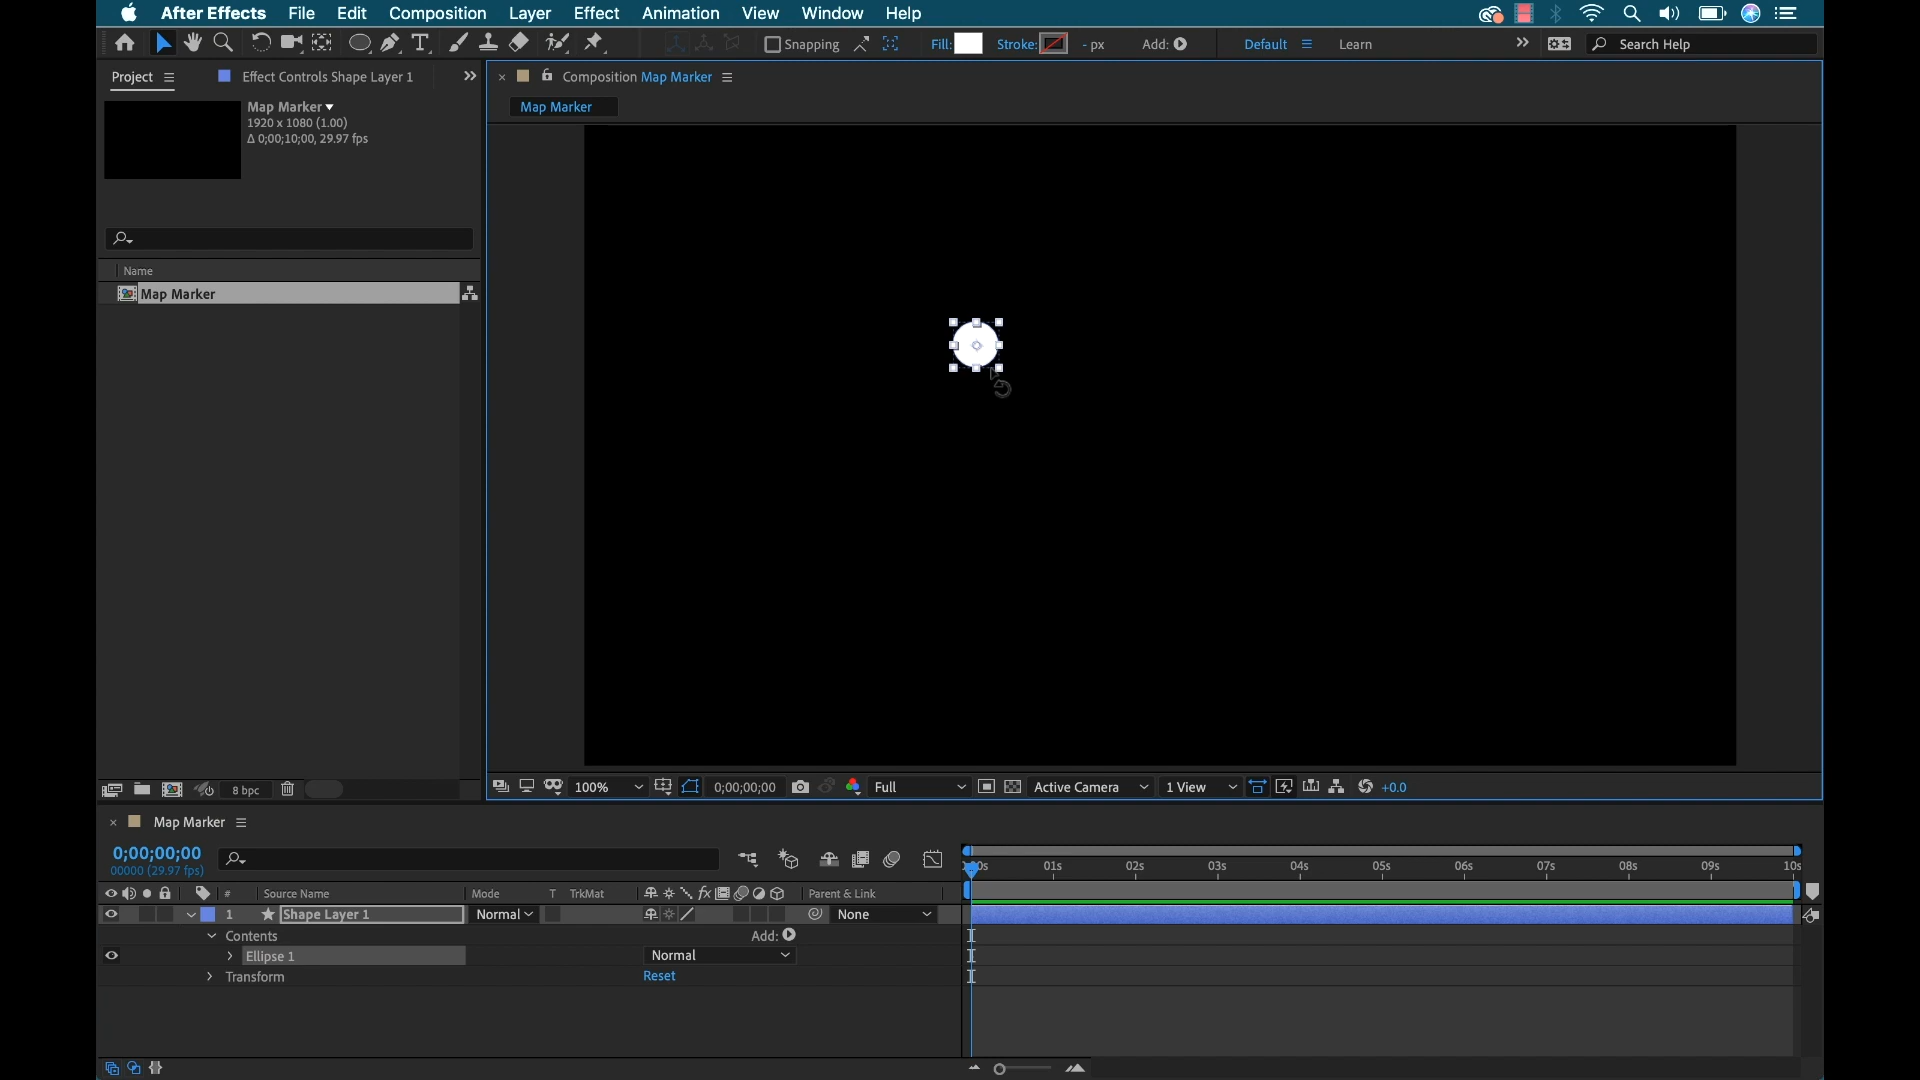 After Effects File Edit Composition Layer Effect Animation View Window Help
Snapping Fill: Stroke: - px Add: Default Learn Search Help
Project Effect Controls Shape Layer 1
Composition Map Marker
Map Marker
Map Marker
1920 x 1080 (1.00)
Δ 0;00;10;00, 29.97 fps
Name
Map Marker
8 bpc
100% 0;00;00;00 Full Active Camera 1 View +0.0
Map Marker
0;00;00;00
00000 (29.97 fps)
01s 02s 03s 04s 05s 06s 07s 08s 09s 10s
# Source Name Mode T TrkMat fx Parent & Link
1 Shape Layer 1 Normal None
Contents Add:
Ellipse 1 Normal
Transform Reset